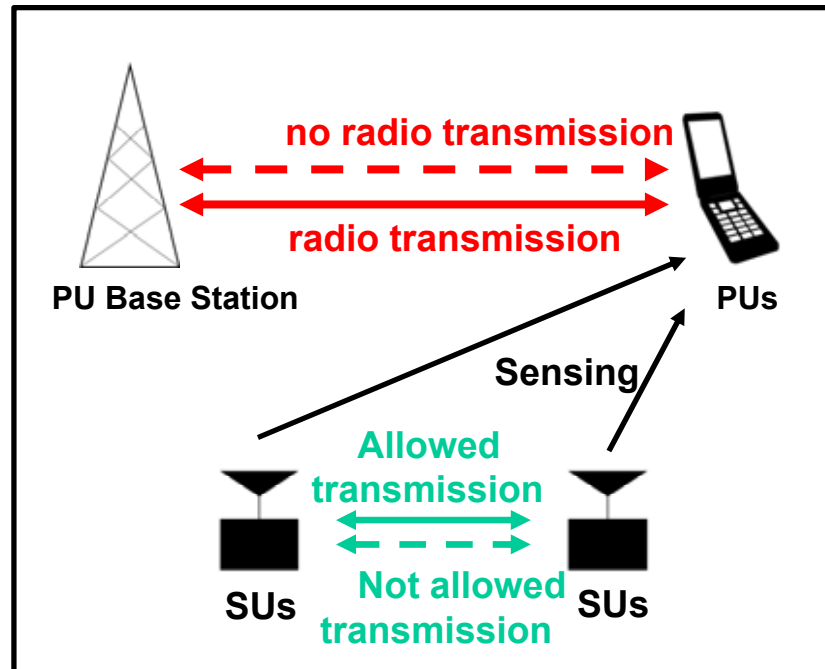 no radio transmission
radio transmission
PU Base Station
PUs
Sensing
Allowed
transmission
Not allowed
transmission
SUs
SUs